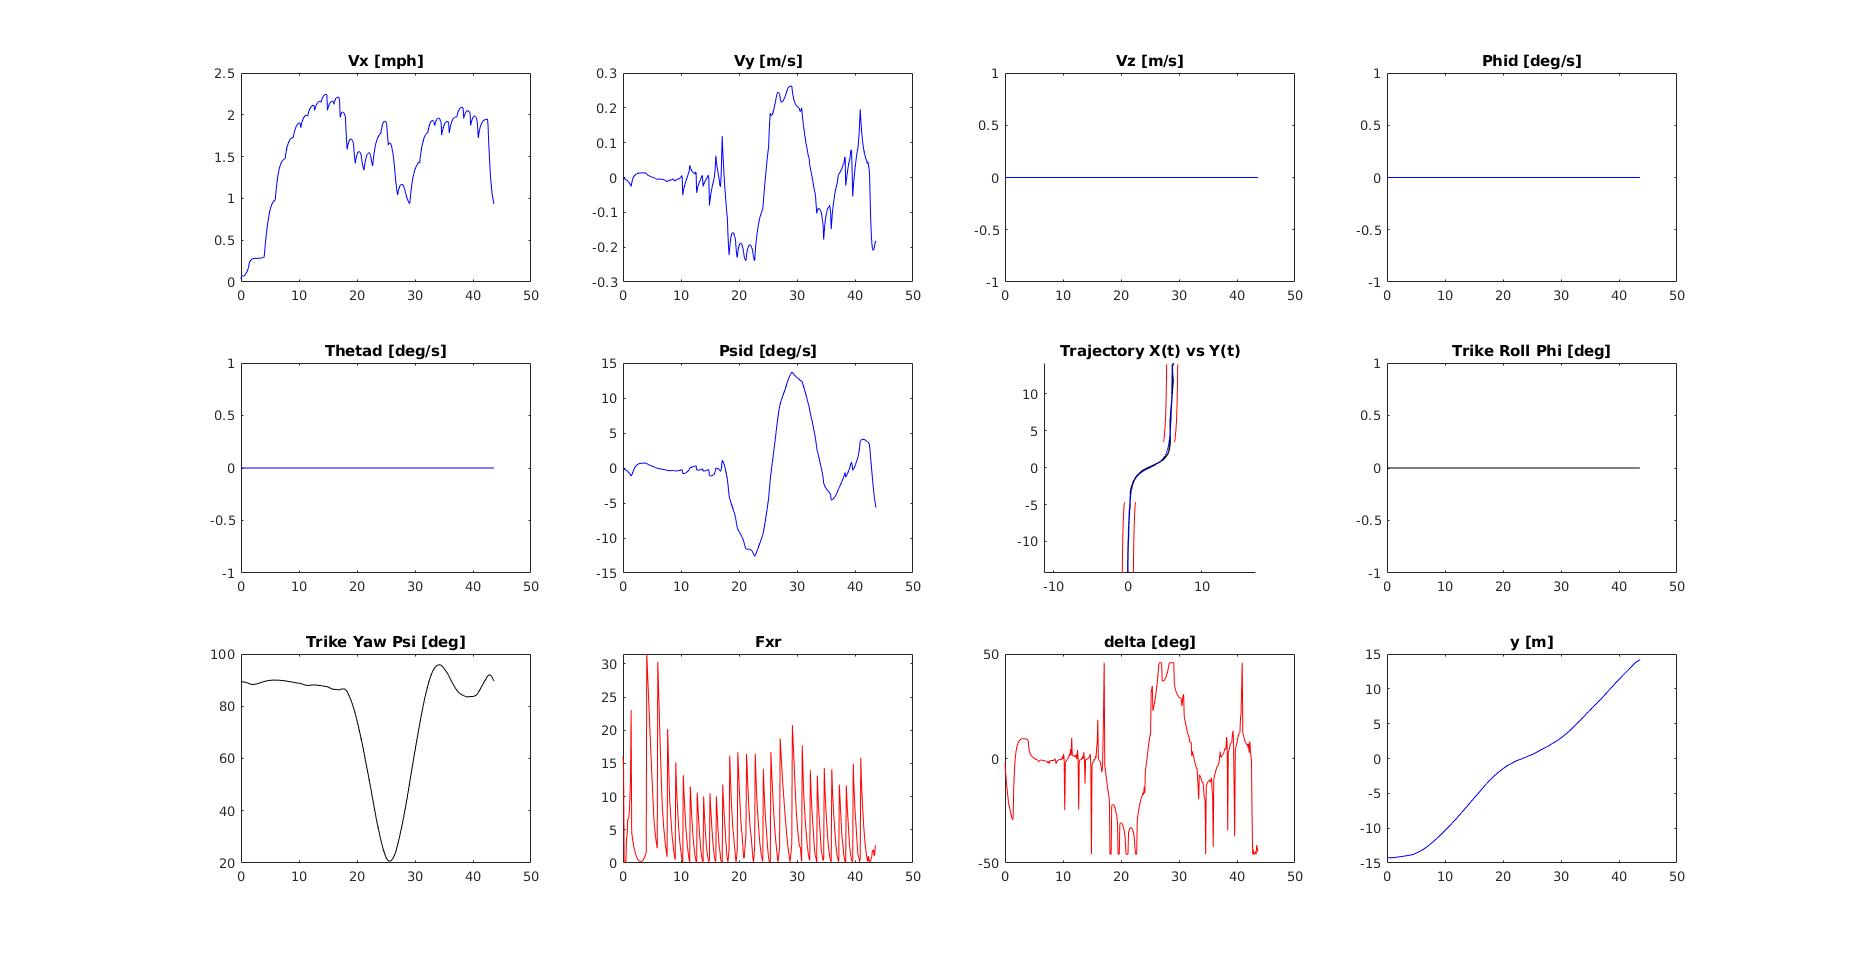 Vx [mph]
2.5
2
1.5
1
0.5
0
0 10 20 30 40 50
Vy [m/s]
0.3
0.2
0.1
0
-0.1
-0.2
-0.3
0 10 20 30 40 50
Vz [m/s]
1
0.5
0
-0.5
-1
0 10 20 30 40 50
Phid [deg/s]
1
0.5
0
-0.5
-1
0 10 20 30 40 50
Thetad [deg/s]
1
0.5
0
-0.5
-1
0 10 20 30 40 50
Psid [deg/s]
15
10
5
0
-5
-10
-15
0 10 20 30 40 50
Trajectory X(t) vs Y(t)
10
5
0
-5
-10
-10 0 10
Trike Roll Phi [deg]
1
0.5
0
-0.5
-1
0 10 20 30 40 50
Trike Yaw Psi [deg]
100
80
60
40
20
0 10 20 30 40 50
Fxr
30
25
20
15
10
5
0
0 10 20 30 40 50
delta [deg]
50
0
-50
0 10 20 30 40 50
y [m]
15
10
5
0
-5
-10
-15
0 10 20 30 40 50